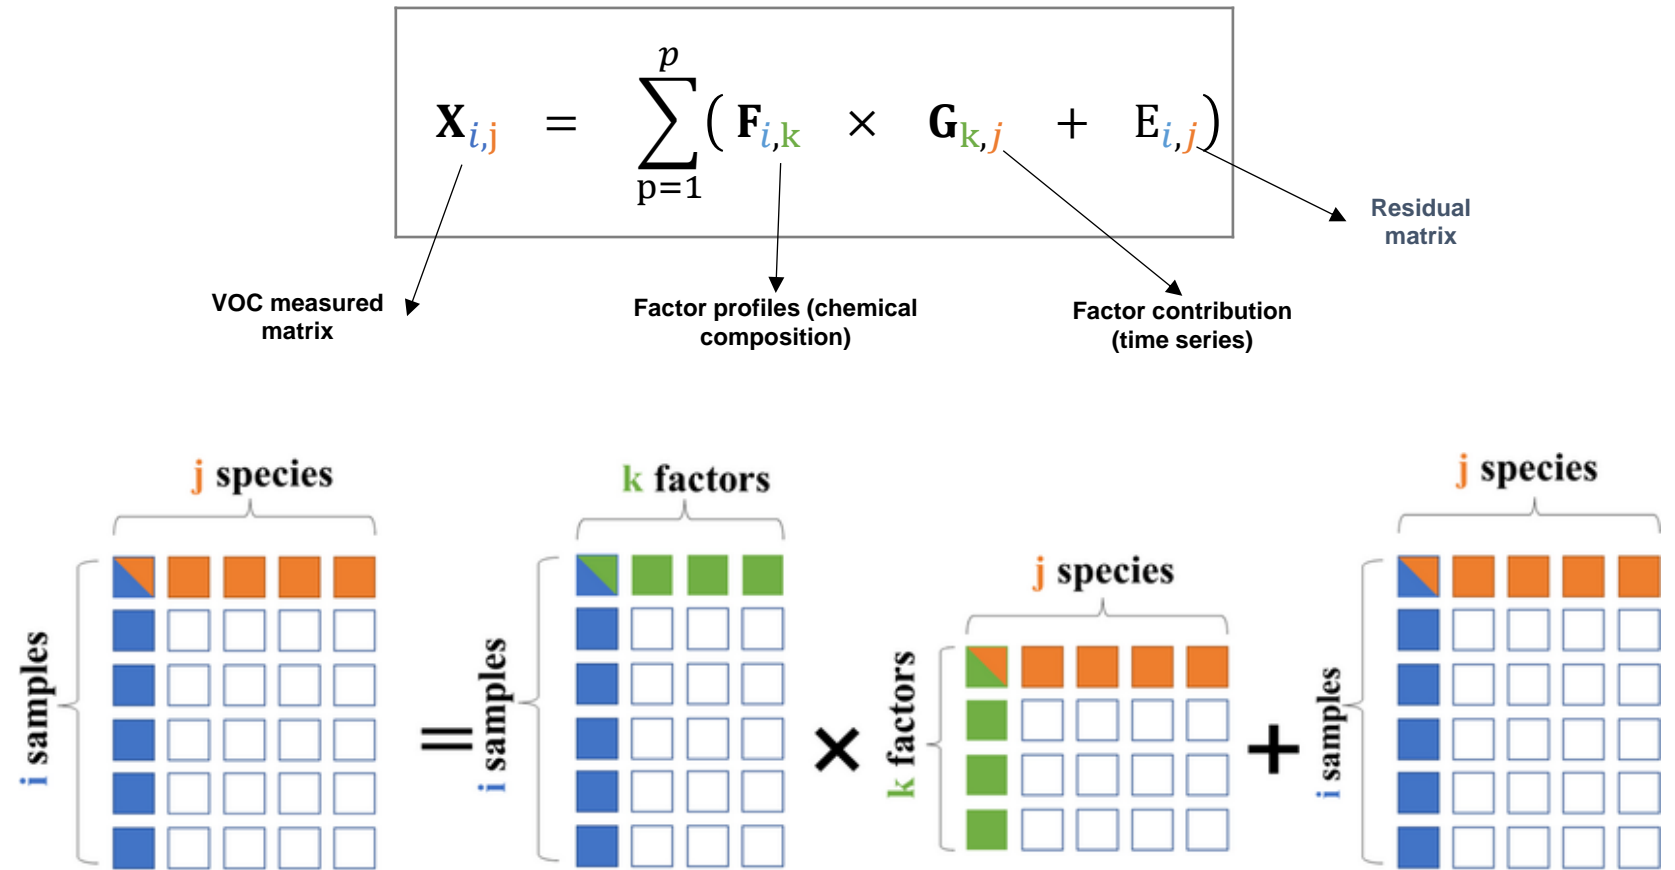 p
X_{i,j} = ∑ ( F_{i,k} × G_{k,j} + E_{i,j} )
p=1
Residual
matrix
VOC measured
matrix
Factor profiles (chemical
composition)
Factor contribution
(time series)
j species
k factors
j species
j species
i samples
=
i samples
×
k factors
+
i samples